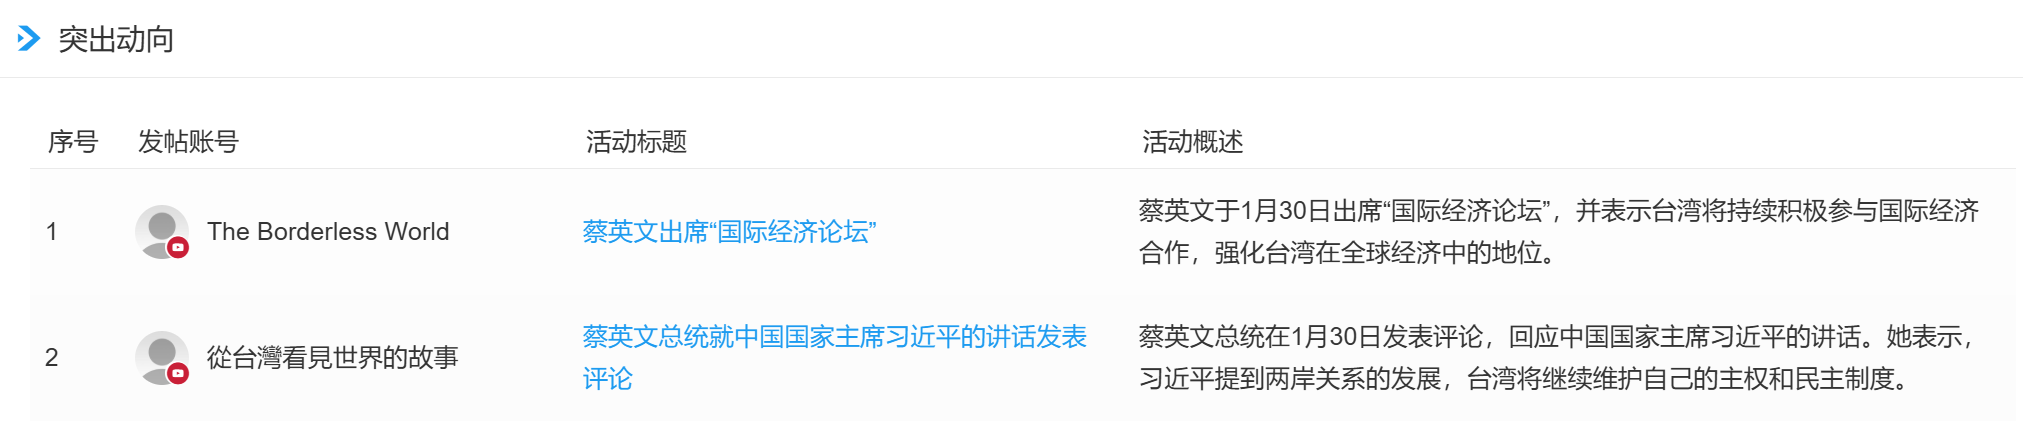 突出动向
序号 发帖账号 活动标题 活动概述
1 The Borderless World 蔡英文出席“国际经济论坛” 蔡英文于1月30日出席“国际经济论坛”，并表示台湾将持续积极参与国际经济
合作，强化台湾在全球经济中的地位。
2 從台灣看見世界的故事 蔡英文总统就中国国家主席习近平的讲话发表
评论
蔡英文总统在1月30日发表评论，回应中国国家主席习近平的讲话。她表示，
习近平提到两岸关系的发展，台湾将继续维护自己的主权和民主制度。